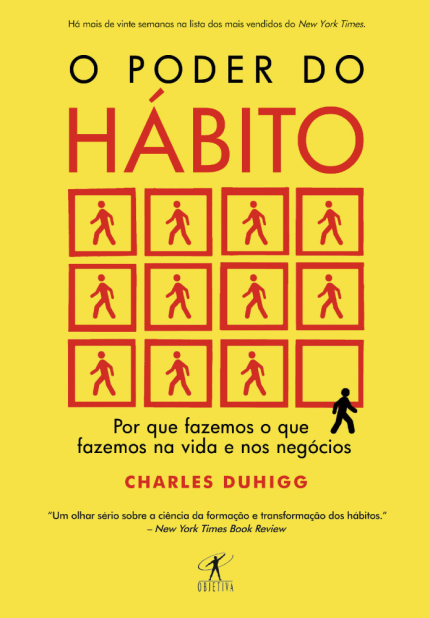 Há mais de vinte semanas na lista dos mais vendidos do New York Times.
O PODER DO
HÁBITO
Por que fazemos o que
fazemos na vida e nos negócios
CHARLES DUHIGG
“Um olhar sério sobre a ciência da formação e transformação dos hábitos.”
– New York Times Book Review
OBJETIVA